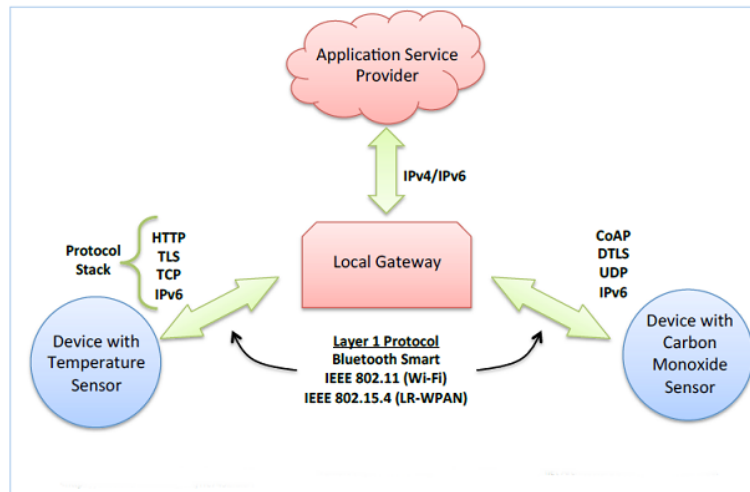 Application Service
Provider
IPv4/IPv6
HTTP
TLS
TCP
IPv6
Protocol
Stack
Local Gateway
CoAP
DTLS
UDP
IPv6
Device with
Temperature
Sensor
Layer 1 Protocol
Bluetooth Smart
IEEE 802.11 (Wi-Fi)
IEEE 802.15.4 (LR-WPAN)
Device with
Carbon
Monoxide
Sensor